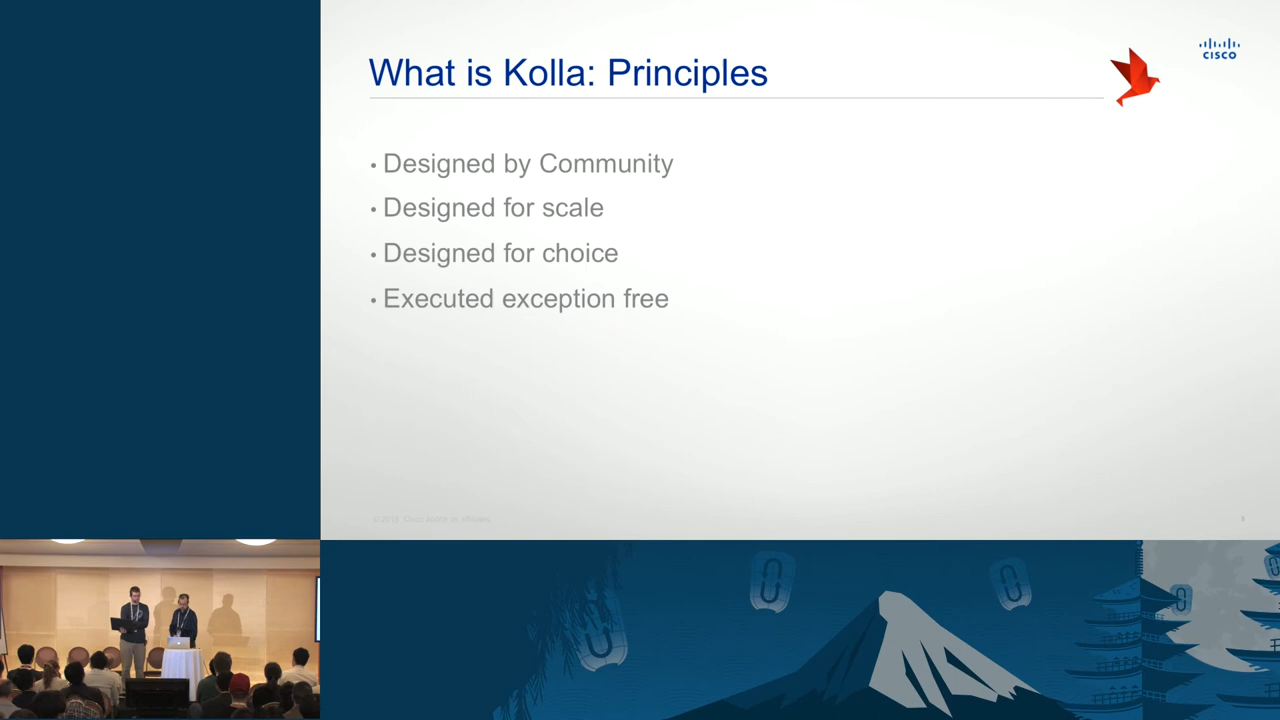 What is Kolla: Principles
CISCO
• Designed by Community
• Designed for scale
• Designed for choice
• Executed exception free